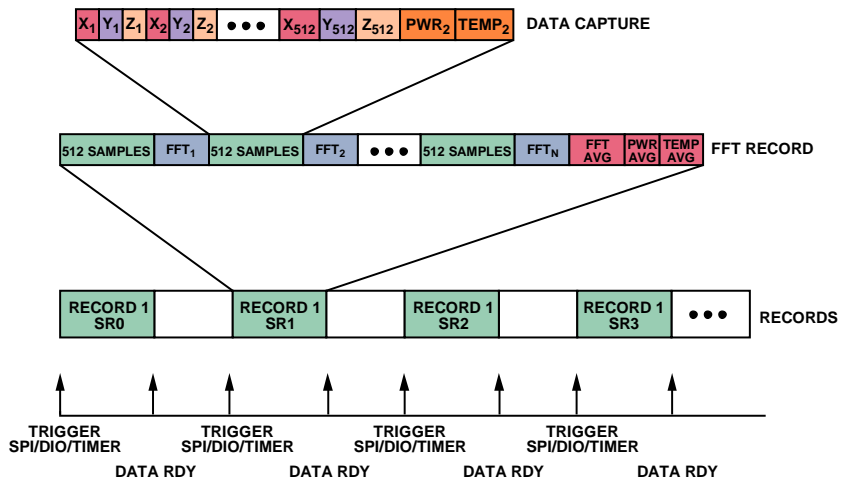 X1 Y1 Z1 X2 Y2 Z2 ••• X512 Y512 Z512 PWR2 TEMP2 DATA CAPTURE
512 SAMPLES FFT1 512 SAMPLES FFT2 ••• 512 SAMPLES FFTN FFT AVG PWR AVG TEMP AVG FFT RECORD
RECORD 1 SR0 RECORD 1 SR1 RECORD 1 SR2 RECORD 1 SR3 ••• RECORDS
TRIGGER SPI/DIO/TIMER TRIGGER SPI/DIO/TIMER TRIGGER SPI/DIO/TIMER TRIGGER SPI/DIO/TIMER
DATA RDY DATA RDY DATA RDY DATA RDY